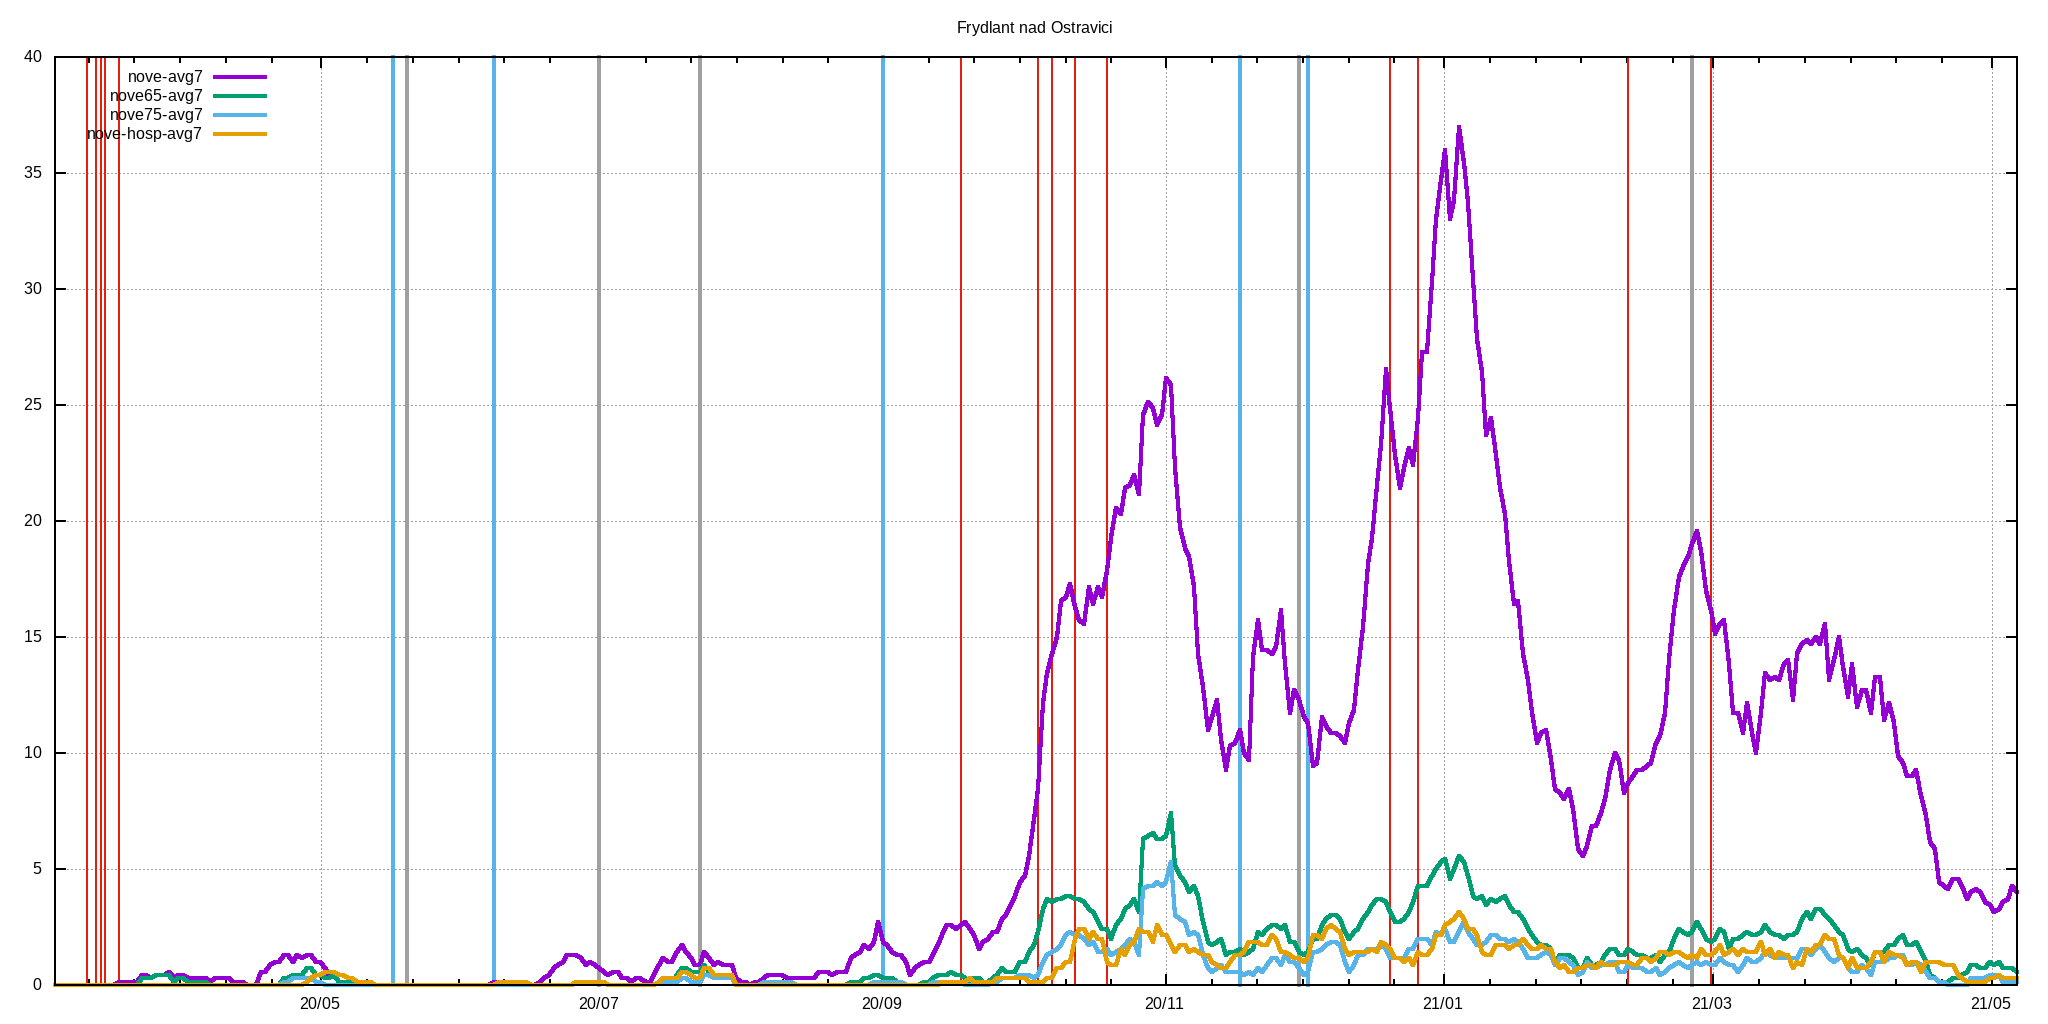 Frydlant nad Ostravici
40
35
30
25
20
15
10
5
0
nove-avg7
nove65-avg7
nove75-avg7
nove-hosp-avg7
20/05 20/07 20/09 20/11 21/01 21/03 21/05